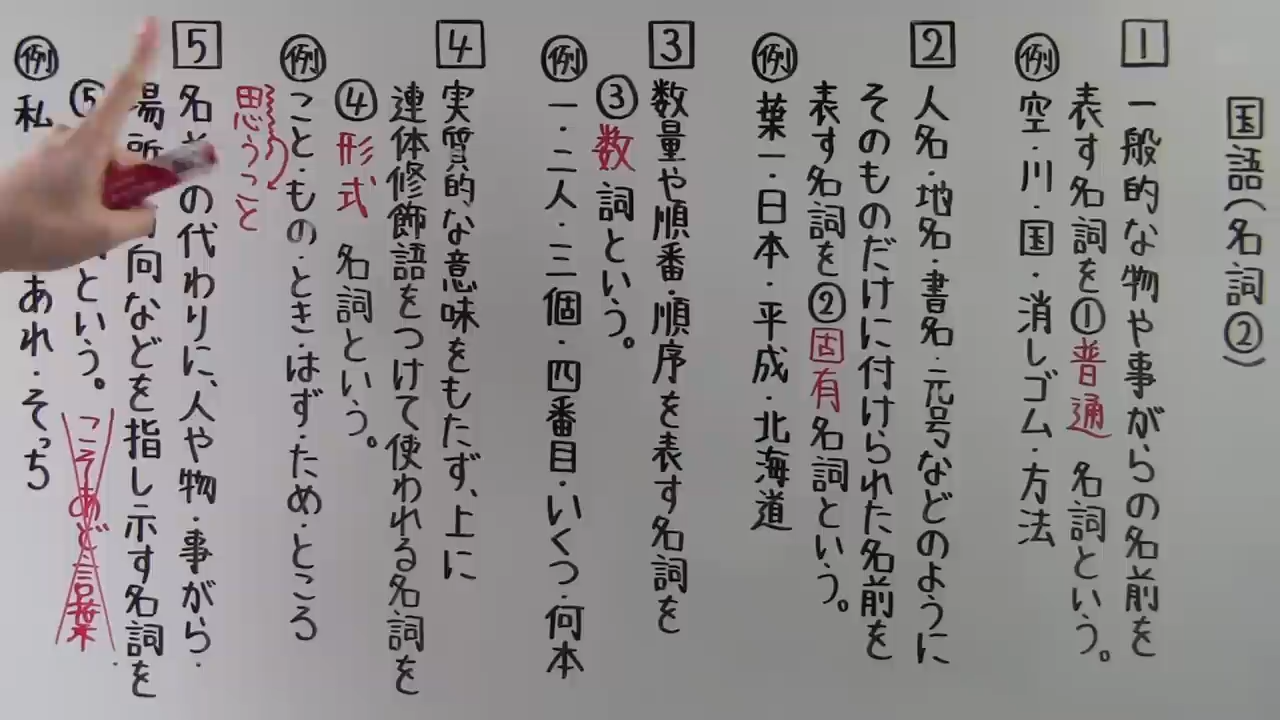 国語(名詞②)
1 一般的な物や事がらの名前を
表す名詞を①普通 名詞という。
例 空・川・国・消しゴム・方法
2 人名・地名・書名・元号などのように
そのものだけに付けられた名前を
表す名詞を②固有名詞という。
例 葉一・日本・平成・北海道
3 数量や順番・順序を表す名詞を
③数詞という。
例 一・二人・三個・四番目・いくつ・何本
4 実質的な意味をもたず、上に
連体修飾語をつけて使われる名詞を
④形式 名詞という。
例 こと・もの・とき・はず・ため・ところ
思うこと
5 名 の代わりに、人や物・事がら・
場所 向などを指し示す名詞を
⑤ という。 こそあど言葉
例 私 あれ・そっち